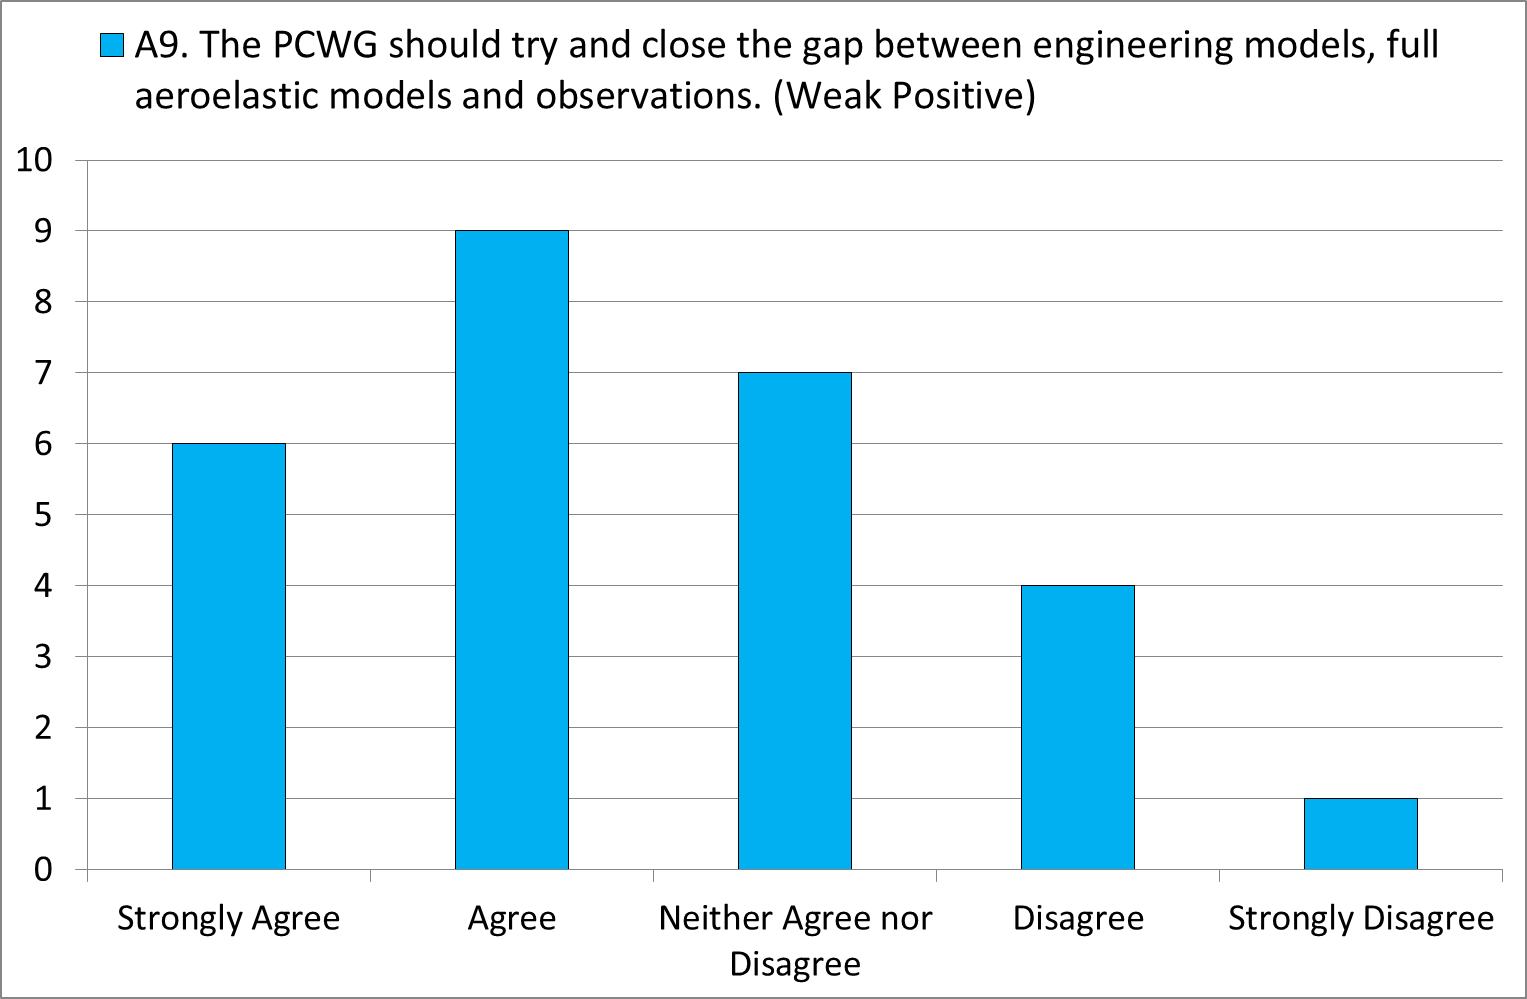 A9. The PCWG should try and close the gap between engineering models, full
aeroelastic models and observations. (Weak Positive)
10
9
8
7
6
5
4
3
2
1
0
Strongly Agree
Agree
Neither Agree nor
Disagree
Disagree
Strongly Disagree